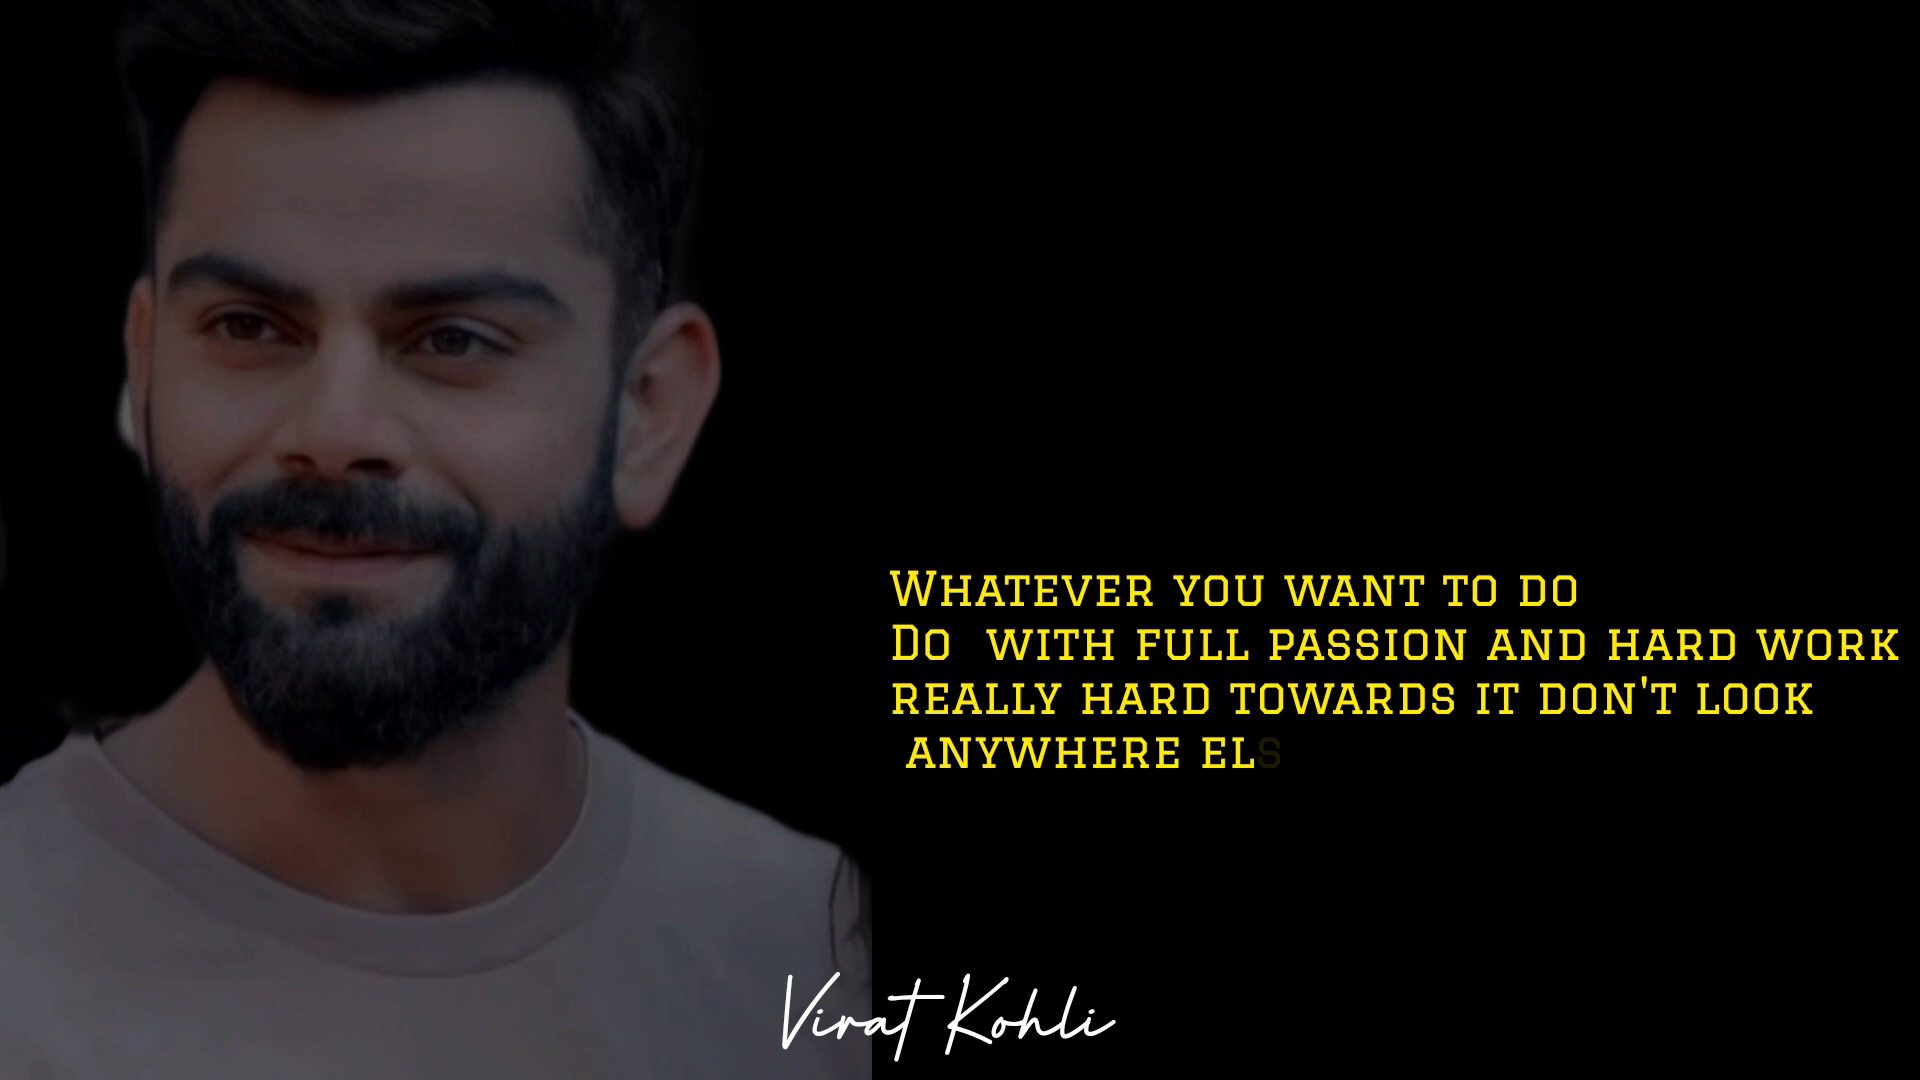 Whatever you want to do
Do with full passion and hard work
really hard towards it don't look
anywhere els
Virat Kohli